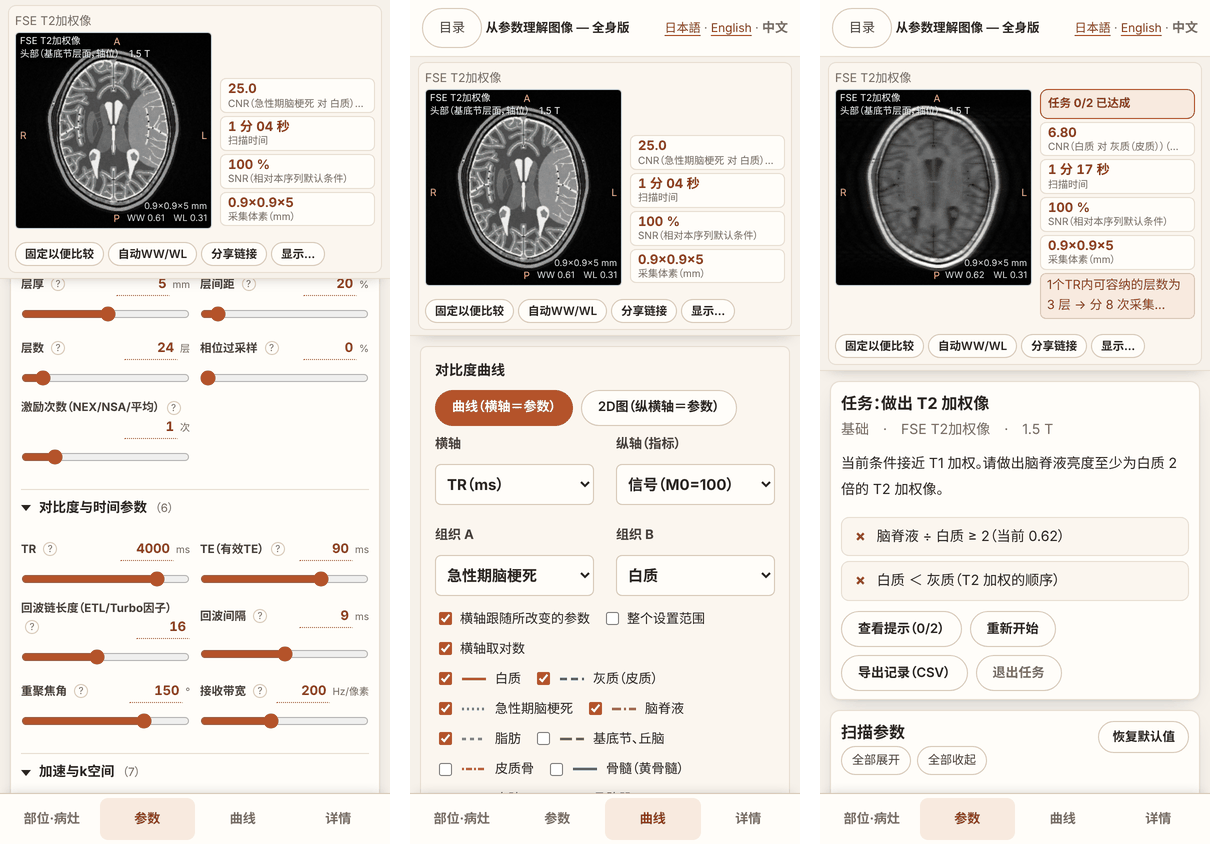 FSE T2加权像
FSE T2加权像
头部(基底节层面,轴位) 1.5 T
A
R
L
P
0.9×0.9×5 mm
WW 0.61 WL 0.31
25.0
CNR(急性期脑梗死 对 白质)…
1 分 04 秒
扫描时间
100 %
SNR(相对本序列默认条件)
0.9×0.9×5
采集体素(mm)
固定以便比较
自动WW/WL
分享链接
显示…
层厚 ? 5 mm
层间距 ? 20 %
层数 ? 24 层
相位过采样 ? 0 %
激励次数(NEX/NSA/平均) ?
1 次
▼ 对比度与时间参数 (6)
TR ? 4000 ms
TE(有效TE) ? 90 ms
回波链长度(ETL/Turbo因子)
? 16
回波间隔 ? 9 ms
重聚焦角 ? 150 °
接收带宽 ? 200 Hz/像素
▼ 加速与k空间 (7)
部位·病灶
参数
曲线
详情
目录
从参数理解图像 — 全身版
日本語 · English · 中文
FSE T2加权像
FSE T2加权像
头部(基底节层面,轴位) 1.5 T
A
R
L
P
0.9×0.9×5 mm
WW 0.61 WL 0.31
25.0
CNR(急性期脑梗死 对 白质)…
1 分 04 秒
扫描时间
100 %
SNR(相对本序列默认条件)
0.9×0.9×5
采集体素(mm)
固定以便比较
自动WW/WL
分享链接
显示…
对比度曲线
曲线(横轴=参数)
2D图(纵横轴=参数)
横轴
纵轴(指标)
TR(ms)
信号(M0=100)
组织 A
组织 B
急性期脑梗死
白质
横轴跟随所改变的参数
整个设置范围
横轴取对数
白质
灰质(皮质)
急性期脑梗死
脑脊液
脂肪
基底节、丘脑
皮质骨
骨髓(黄骨髓)
部位·病灶
参数
曲线
详情
目录
从参数理解图像 — 全身版
日本語 · English · 中文
FSE T2加权像
FSE T2加权像
头部(基底节层面,轴位) 1.5 T
A
R
L
P
0.9×0.9×5 mm
WW 0.62 WL 0.31
任务 0/2 已达成
6.80
CNR(白质 对 灰质(皮质))(…
1 分 17 秒
扫描时间
100 %
SNR(相对本序列默认条件)
0.9×0.9×5
采集体素(mm)
1个TR内可容纳的层数为
3 层 → 分 8 次采集…
固定以便比较
自动WW/WL
分享链接
显示…
任务:做出 T2 加权像
基础 · FSE T2加权像 · 1.5 T
当前条件接近 T1 加权。请做出脑脊液亮度至少为白质 2
倍的 T2 加权像。
× 脑脊液 ÷ 白质 ≥ 2(当前 0.62)
× 白质 < 灰质(T2 加权的顺序)
查看提示(0/2)
重新开始
导出记录(CSV)
退出任务
扫描参数
恢复默认值
全部展开
全部收起
部位·病灶
参数
曲线
详情